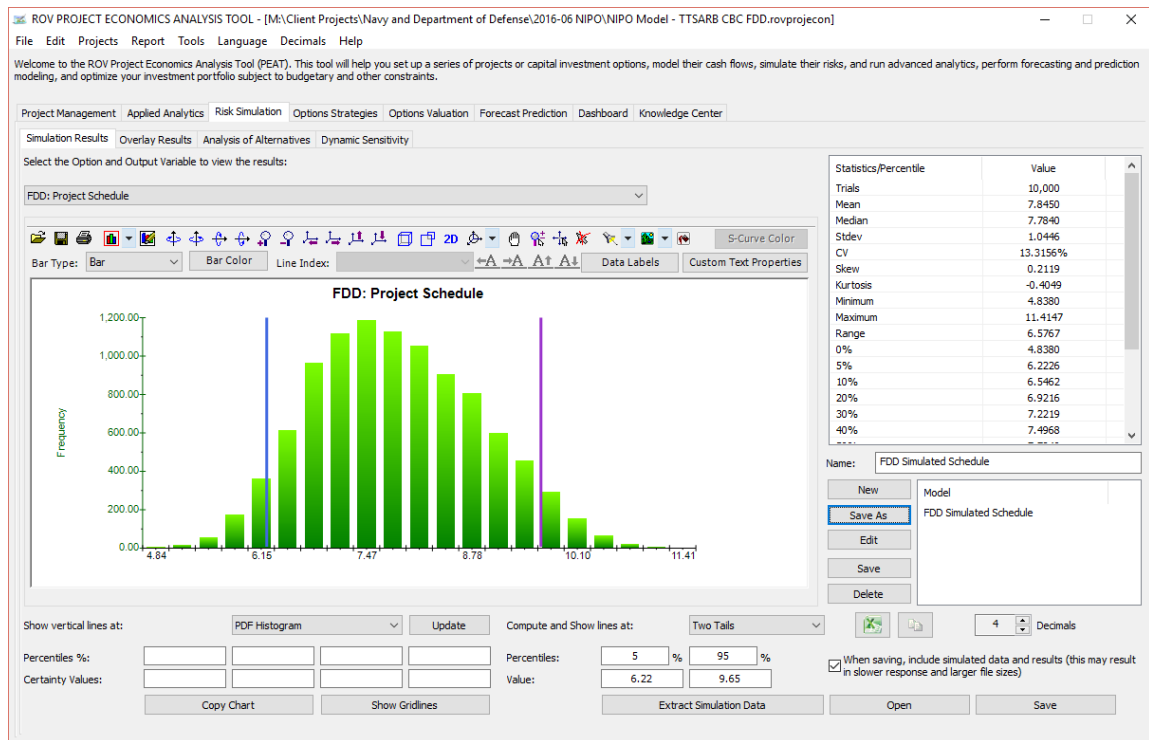 ROV PROJECT ECONOMICS ANALYSIS TOOL - [M:\Client Projects\Navy and Department of Defense\2016-06 NIPO\NIPO Model - TTSARB CBC FDD.rovprojecon]
File Edit Projects Report Tools Language Decimals Help
Welcome to the ROV Project Economics Analysis Tool (PEAT). This tool will help you set up a series of projects or capital investment options, model their cash flows, simulate their risks, and run advanced analytics, perform forecasting and prediction
modeling, and optimize your investment portfolio subject to budgetary and other constraints.
Project Management Applied Analytics Risk Simulation Options Strategies Options Valuation Forecast Prediction Dashboard Knowledge Center
Simulation Results Overlay Results Analysis of Alternatives Dynamic Sensitivity
Select the Option and Output Variable to view the results:
FDD: Project Schedule
2D S-Curve Color
Bar Type: Bar Bar Color Line Index: A A A A Data Labels Custom Text Properties
FDD: Project Schedule
Frequency
1,200.00
1,000.00
800.00
600.00
400.00
200.00
0.00
4.84 6.15 7.47 8.78 10.10 11.41
Statistics/Percentile Value
Trials 10,000
Mean 7.8450
Median 7.7840
Stdev 1.0446
CV 13.3156%
Skew 0.2119
Kurtosis -0.4049
Minimum 4.8380
Maximum 11.4147
Range 6.5767
0% 4.8380
5% 6.2226
10% 6.5462
20% 6.9216
30% 7.2219
40% 7.4968
Name: FDD Simulated Schedule
New
Save As
Edit
Save
Delete
Model
FDD Simulated Schedule
Show vertical lines at: PDF Histogram Update Compute and Show lines at: Two Tails 4 Decimals
Percentiles %: Percentiles: 5 % 95 %
Certainty Values: Value: 6.22 9.65
When saving, include simulated data and results (this may result
in slower response and larger file sizes)
Copy Chart Show Gridlines Extract Simulation Data Open Save